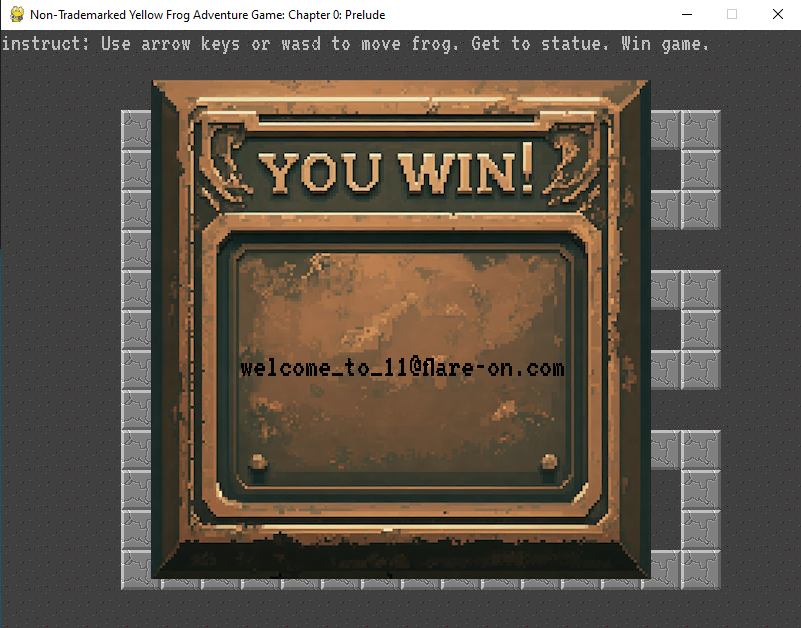 Non-Trademarked Yellow Frog Adventure Game: Chapter 0: Prelude
instruct: Use arrow keys or wasd to move frog. Get to statue. Win game.
YOU WIN!
welcome_to_11@flare-on.com